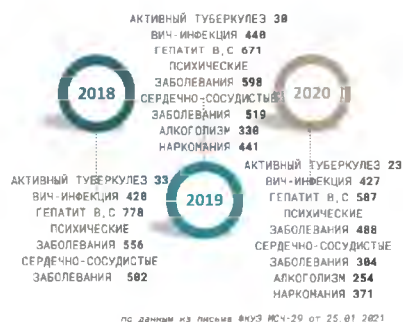 АКТИВНЫЙ ТУБЕРКУЛЕЗ 30
ВИЧ-ИНФЕКЦИЯ 440
ГЕПАТИТ В,С 671
ПСИХИЧЕСКИЕ
ЗАБОЛЕВАНИЯ 598
СЕРДЕЧНО-СОСУДИСТЫЕ
ЗАБОЛЕВАНИЯ 519
АЛКОГОЛИЗМ 330
НАРКОМАНИЯ 441
2018
2020
2019
АКТИВНЫЙ ТУБЕРКУЛЕЗ 33
ВИЧ-ИНФЕКЦИЯ 420
ГЕПАТИТ В,С 778
ПСИХИЧЕСКИЕ
ЗАБОЛЕВАНИЯ 556
СЕРДЕЧНО-СОСУДИСТЫЕ
ЗАБОЛЕВАНИЯ 502
АКТИВНЫЙ ТУБЕРКУЛЕЗ 23
ВИЧ-ИНФЕКЦИЯ 427
ГЕПАТИТ В,С 507
ПСИХИЧЕСКИЕ
ЗАБОЛЕВАНИЯ 488
СЕРДЕЧНО-СОСУДИСТЫЕ
ЗАБОЛЕВАНИЯ 304
АЛКОГОЛИЗМ 254
НАРКОМАНИЯ 371
по данным из письма ФКУЗ МСЧ-29 от 25.01 2021